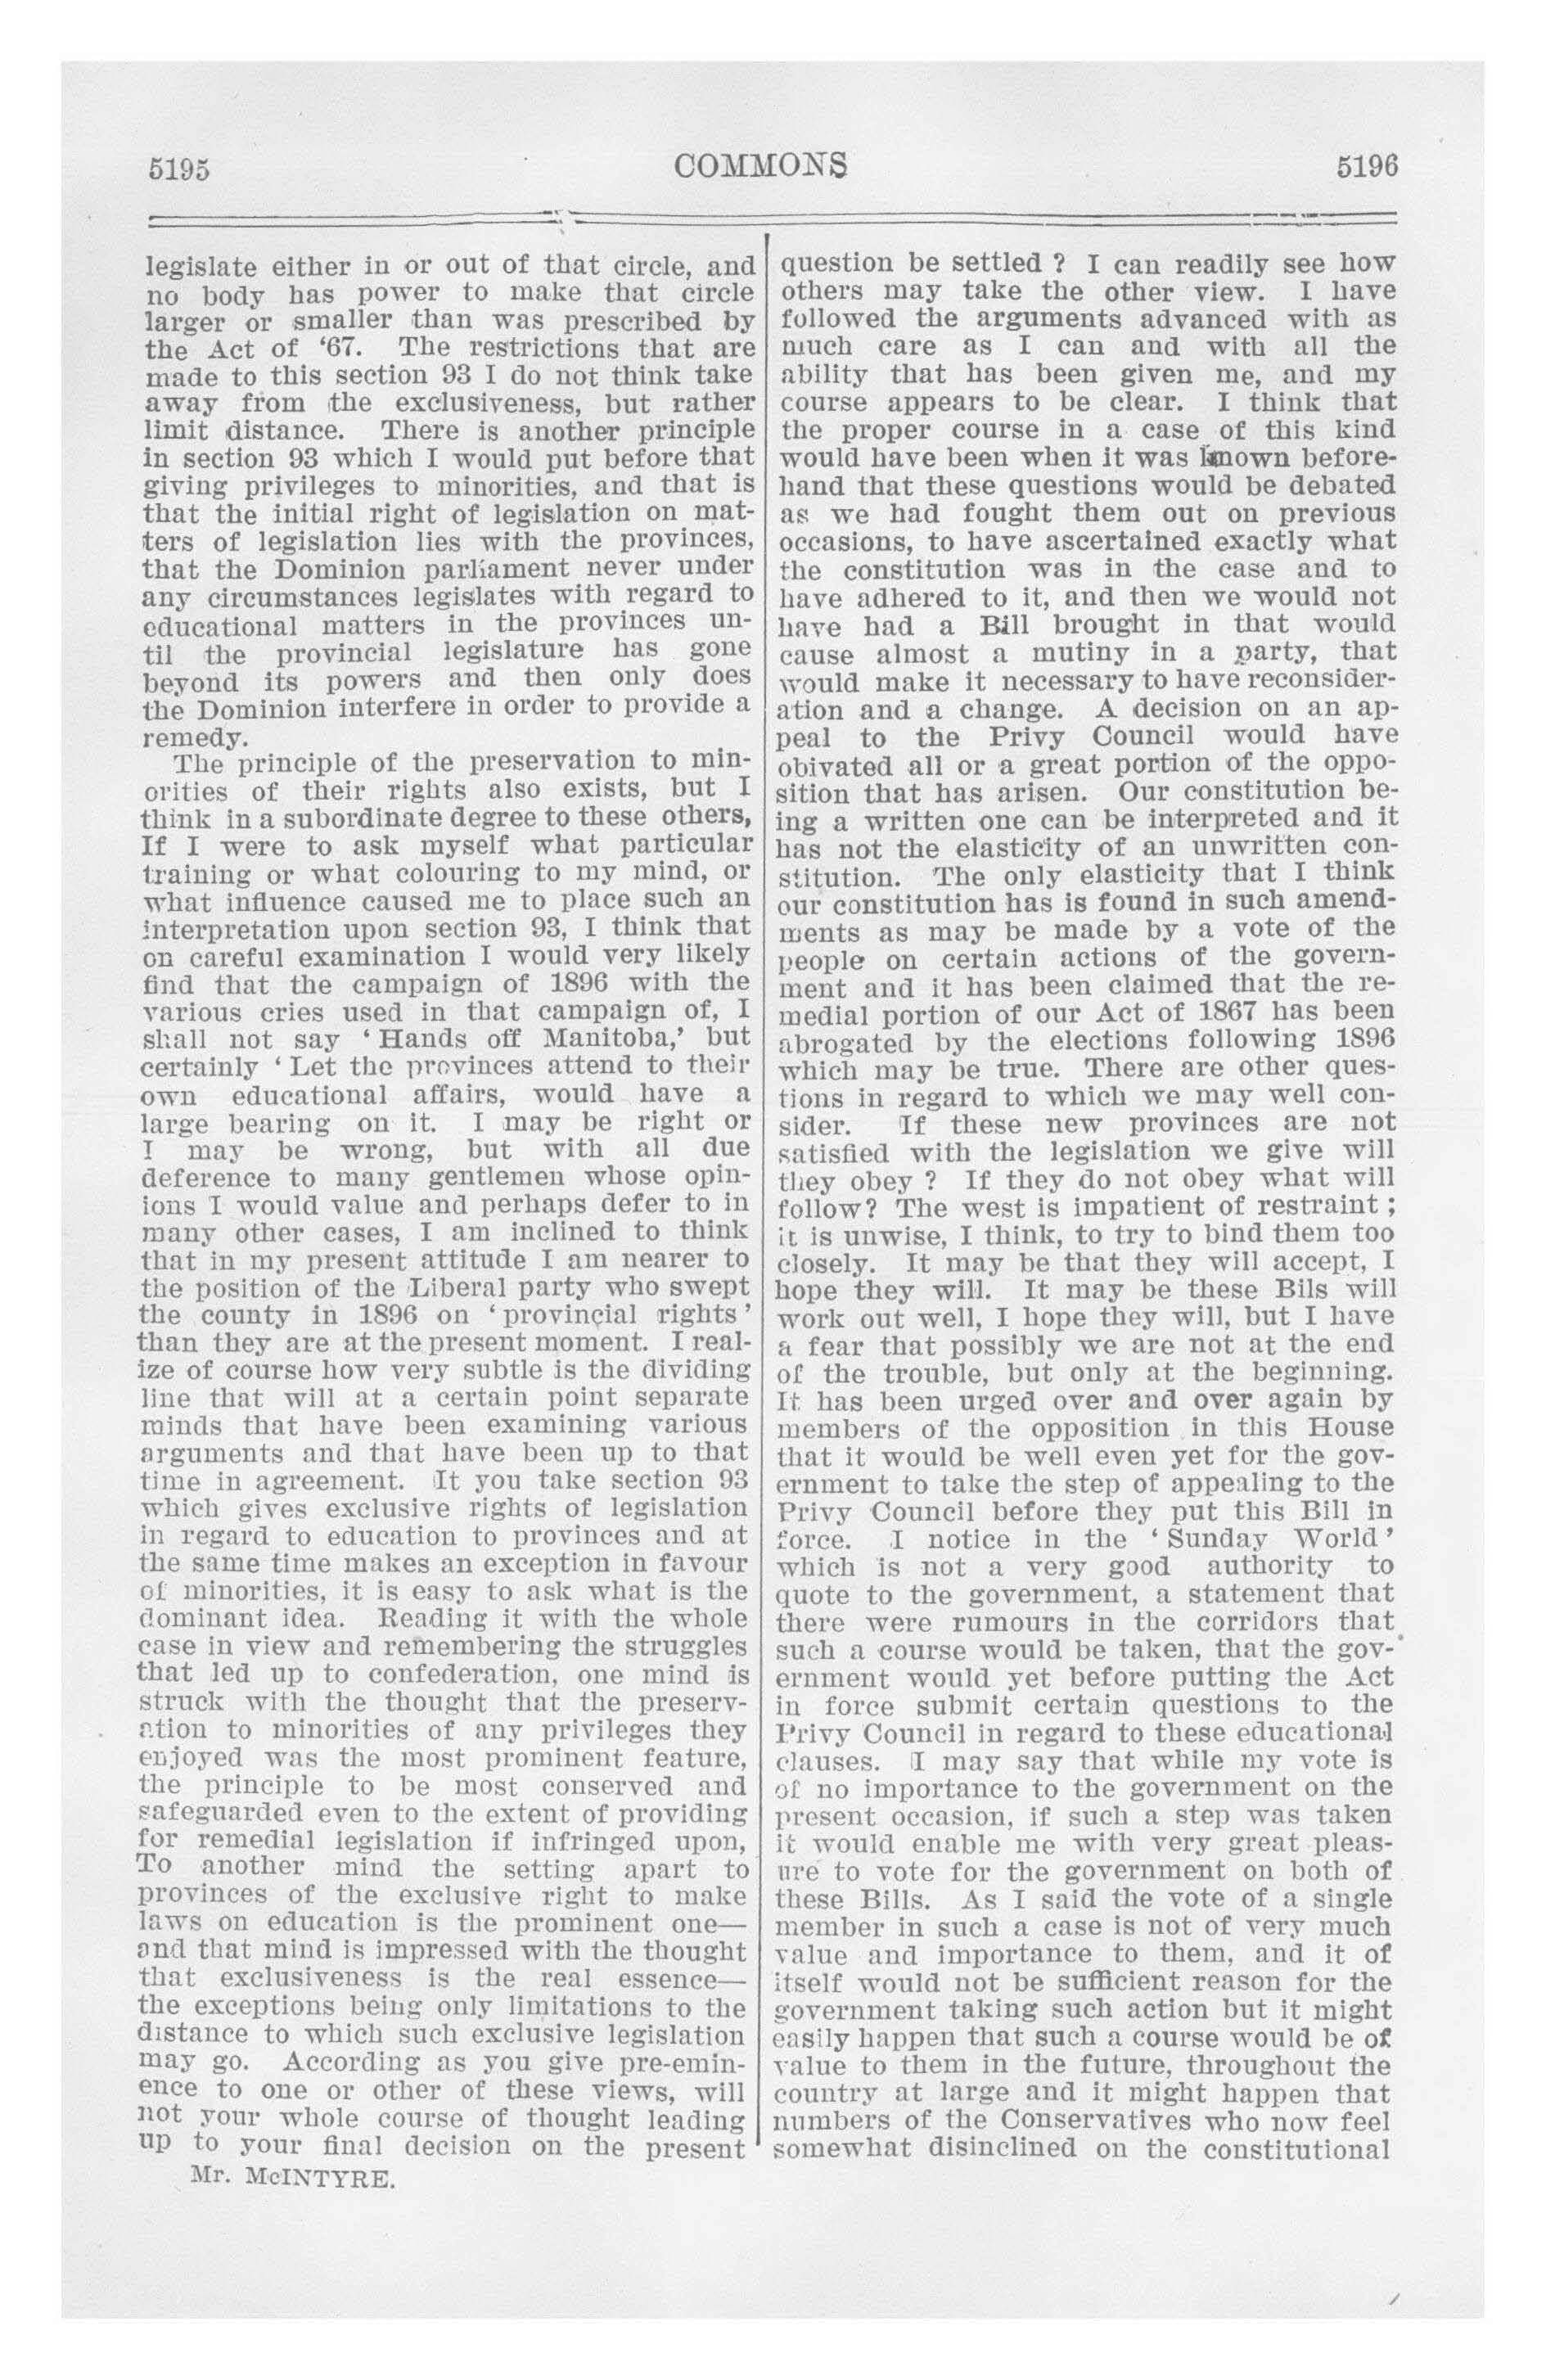 5195
COMMONS
5196
legislate either in or out of that circle, and
no body has power to make that circle
larger or smaller than was prescribed by
the Act of '67. The restrictions that are
made to this section 93 I do not think take
away from the exclusiveness, but rather
limit distance. There is another principle
in section 93 which I would put before that
giving privileges to minorities, and that is
that the initial right of legislation on mat-
ters of legislation lies with the provinces,
that the Dominion parliament never under
any circumstances legislates with regard to
educational matters in the provinces un-
til the provincial legislature has gone
beyond its powers and then only does
the Dominion interfere in order to provide a
remedy.
The principle of the preservation to min-
orities of their rights also exists, but I
think in a subordinate degree to these others,
If I were to ask myself what particular
training or what colouring to my mind, or
what influence caused me to place such an
interpretation upon section 93, I think that
on careful examination I would very likely
find that the campaign of 1896 with the
various cries used in that campaign of, I
shall not say ' Hands off Manitoba,' but
certainly ' Let the provinces attend to their
own educational affairs, would have a
large bearing on it. I may be right or
I may be wrong, but with all due
deference to many gentlemen whose opin-
ions I would value and perhaps defer to in
many other cases, I am inclined to think
that in my present attitude I am nearer to
the position of the Liberal party who swept
the county in 1896 on ' provincial rights '
than they are at the present moment. I real-
ize of course how very subtle is the dividing
line that will at a certain point separate
minds that have been examining various
arguments and that have been up to that
time in agreement. It you take section 93
which gives exclusive rights of legislation
in regard to education to provinces and at
the same time makes an exception in favour
of minorities, it is easy to ask what is the
dominant idea. Reading it with the whole
case in view and remembering the struggles
that led up to confederation, one mind is
struck with the thought that the preserv-
ation to minorities of any privileges they
enjoyed was the most prominent feature,
the principle to be most conserved and
safeguarded even to the extent of providing
for remedial legislation if infringed upon,
To another mind the setting apart to
provinces of the exclusive right to make
laws on education is the prominent one—
and that mind is impressed with the thought
that exclusiveness is the real essence—
the exceptions being only limitations to the
distance to which such exclusive legislation
may go. According as you give pre-emin-
ence to one or other of these views, will
not your whole course of thought leading
up to your final decision on the present
Mr. McINTYRE.
question be settled ? I can readily see how
others may take the other view. I have
followed the arguments advanced with as
much care as I can and with all the
ability that has been given me, and my
course appears to be clear. I think that
the proper course in a case of this kind
would have been when it was known before-
hand that these questions would be debated
as we had fought them out on previous
occasions, to have ascertained exactly what
the constitution was in the case and to
have adhered to it, and then we would not
have had a Bill brought in that would
cause almost a mutiny in a party, that
would make it necessary to have reconsider-
ation and a change. A decision on an ap-
peal to the Privy Council would have
obivated all or a great portion of the oppo-
sition that has arisen. Our constitution be-
ing a written one can be interpreted and it
has not the elasticity of an unwritten con-
stitution. The only elasticity that I think
our constitution has is found in such amend-
ments as may be made by a vote of the
people on certain actions of the govern-
ment and it has been claimed that the re-
medial portion of our Act of 1867 has been
abrogated by the elections following 1896
which may be true. There are other ques-
tions in regard to which we may well con-
sider. If these new provinces are not
satisfied with the legislation we give will
they obey ? If they do not obey what will
follow? The west is impatient of restraint ;
it is unwise, I think, to try to bind them too
closely. It may be that they will accept, I
hope they will. It may be these Bils will
work out well, I hope they will, but I have
a fear that possibly we are not at the end
of the trouble, but only at the beginning.
It has been urged over and over again by
members of the opposition in this House
that it would be well even yet for the gov-
ernment to take the step of appealing to the
Privy Council before they put this Bill in
force. I notice in the ' Sunday World '
which is not a very good authority to
quote to the government, a statement that
there were rumours in the corridors that
such a course would be taken, that the gov-
ernment would yet before putting the Act
in force submit certain questions to the
Privy Council in regard to these educational
clauses. I may say that while my vote is
of no importance to the government on the
present occasion, if such a step was taken
it would enable me with very great pleas-
ure to vote for the government on both of
these Bills. As I said the vote of a single
member in such a case is not of very much
value and importance to them, and it of
itself would not be sufficient reason for the
government taking such action but it might
easily happen that such a course would be of
value to them in the future, throughout the
country at large and it might happen that
numbers of the Conservatives who now feel
somewhat disinclined on the constitutional